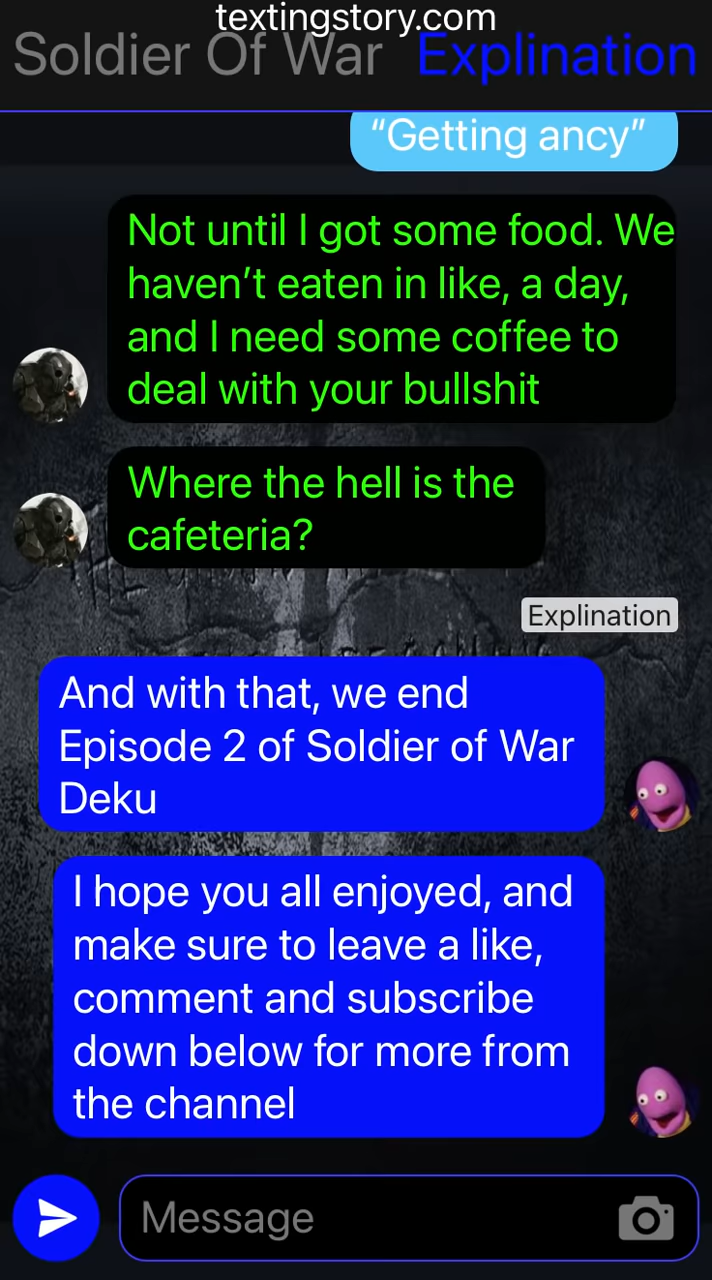 textingstory.com
Soldier Of War Explination
“Getting ancy”
Not until I got some food. We
haven’t eaten in like, a day,
and I need some coffee to
deal with your bullshit
Where the hell is the
cafeteria?
Explination
And with that, we end
Episode 2 of Soldier of War
Deku
I hope you all enjoyed, and
make sure to leave a like,
comment and subscribe
down below for more from
the channel
Message